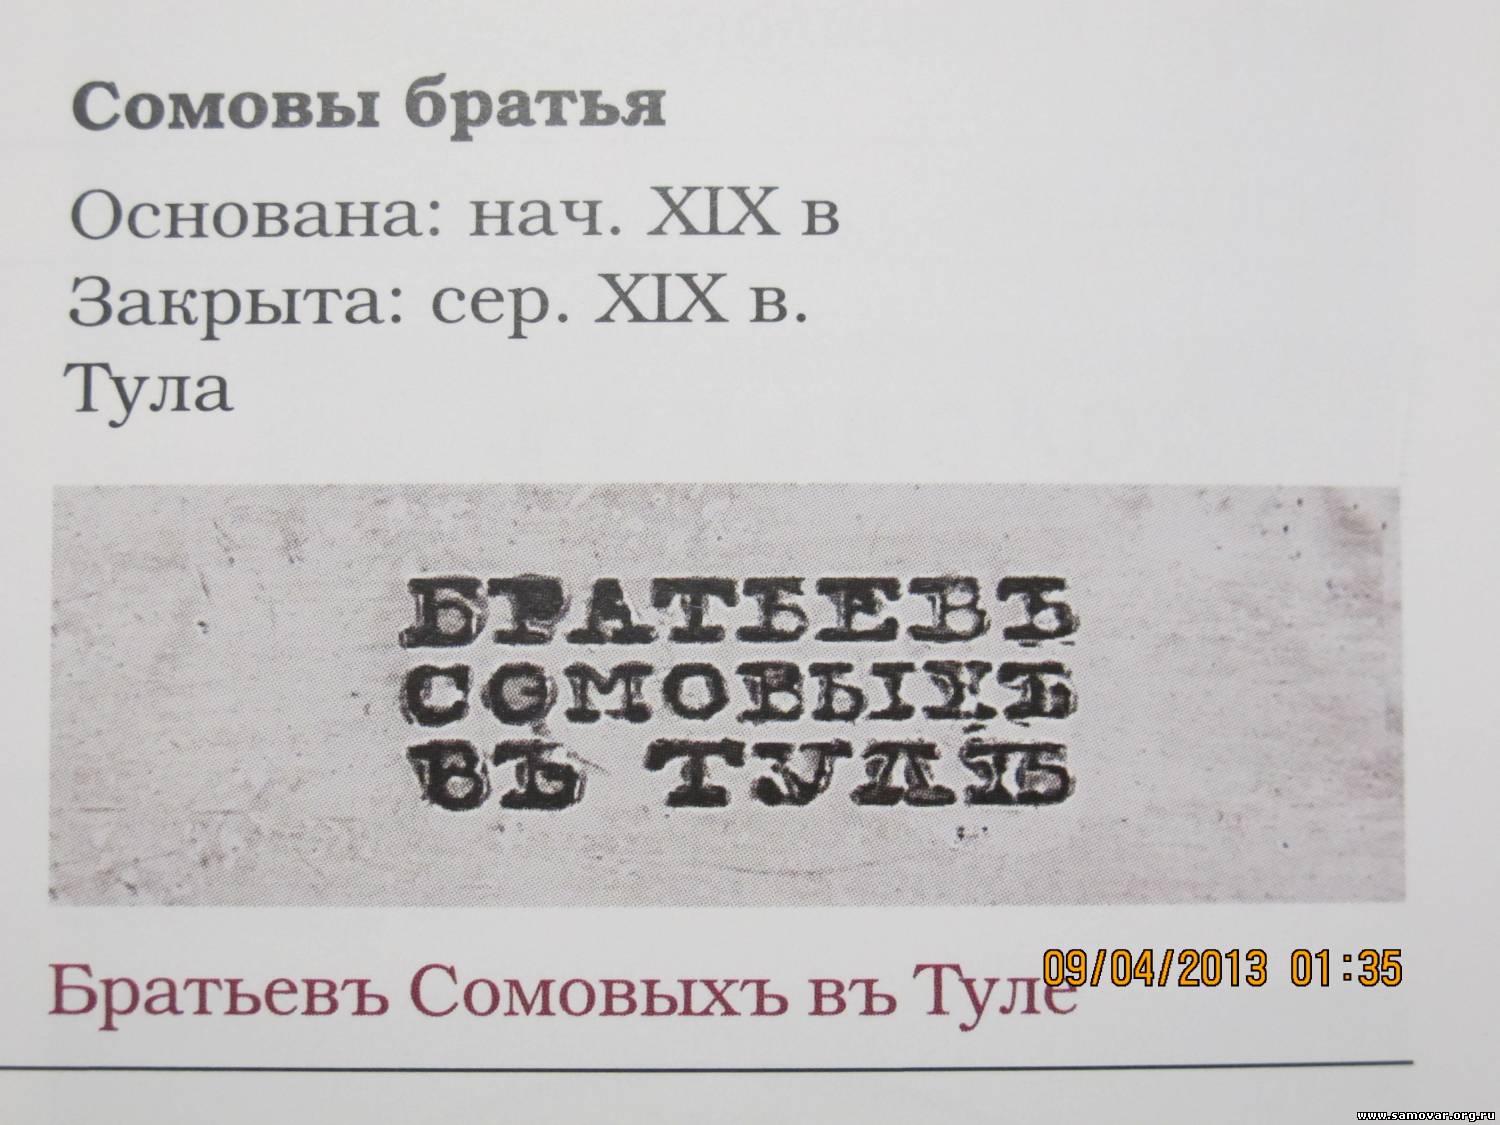 Сомовы братья
Основана: нач. XIX в
Закрыта: сер. XIX в.
Тула
БРАТЬЕВЪ
СОМОВЫХЪ
ВЪ ТУЛѢ
Братьевъ Сомовыхъ въ Туле
09/04/2013 01:35
www.samovar.org.ru